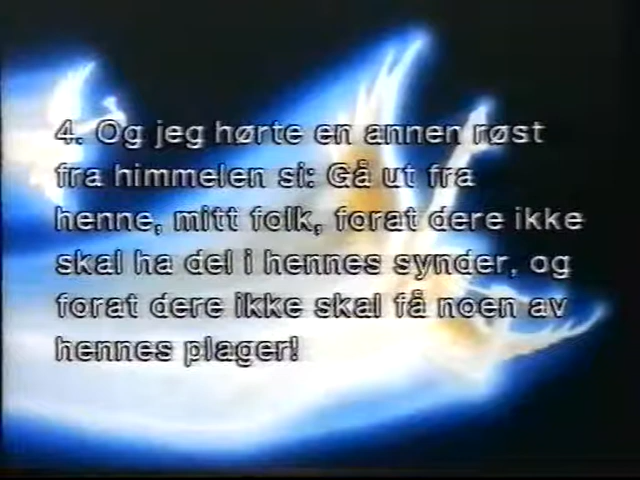 4. Og jeg hørte en annen røst
fra himmelen si: Gå ut fra
henne, mitt folk, forat dere ikke
skal ha del i hennes synder, og
forat dere ikke skal få noen av
hennes plager!